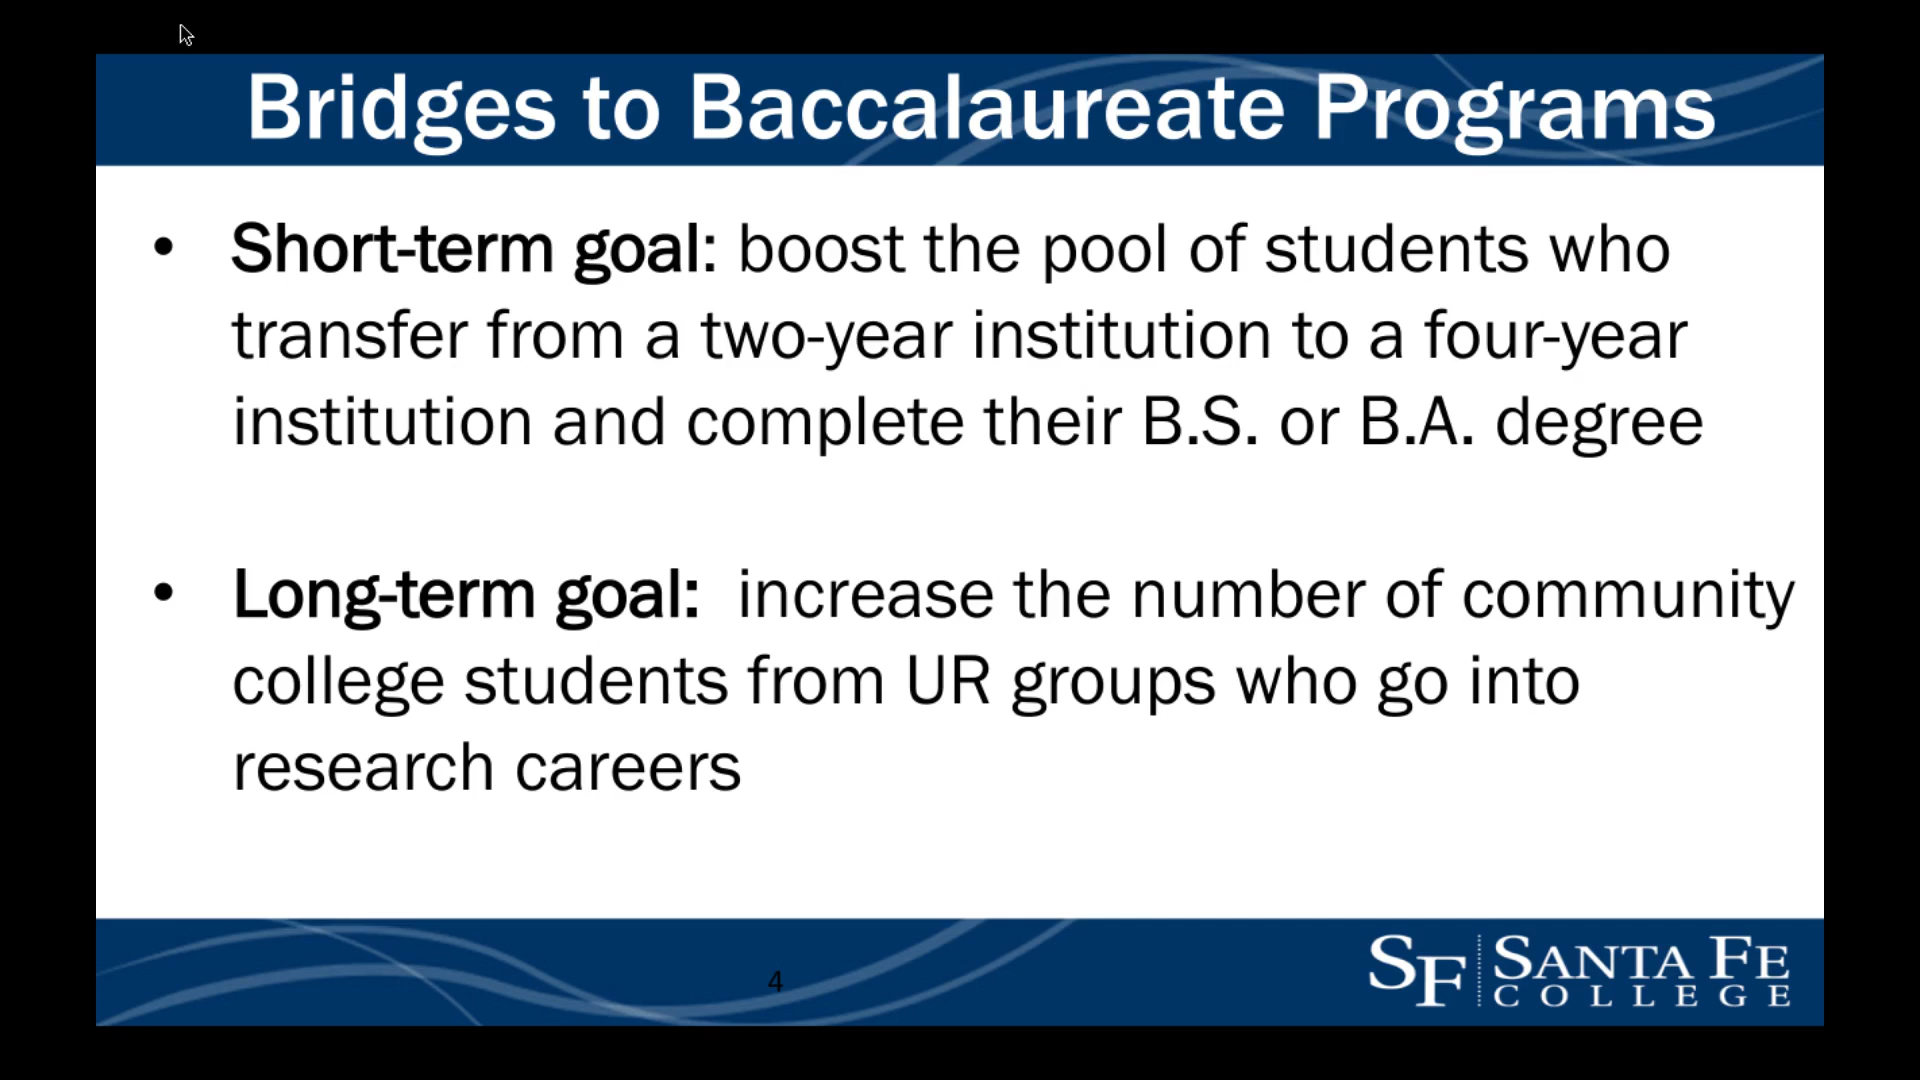 Bridges to Baccalaureate Programs
• Short-term goal: boost the pool of students who
transfer from a two-year institution to a four-year
institution and complete their B.S. or B.A. degree
• Long-term goal:  increase the number of community
college students from UR groups who go into
research careers
4
SF SANTA FE
COLLEGE